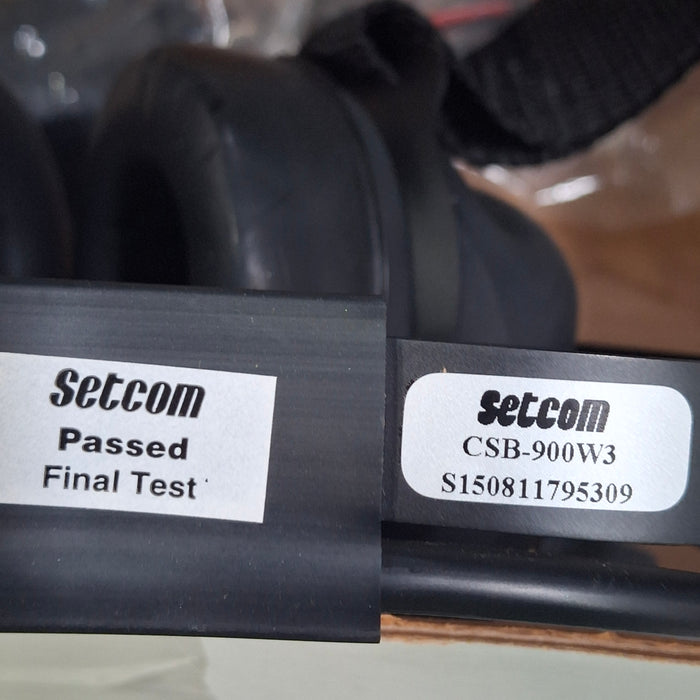 Setcom
Passed
Final Test
Setcom
CSB-900W3
S150811795309